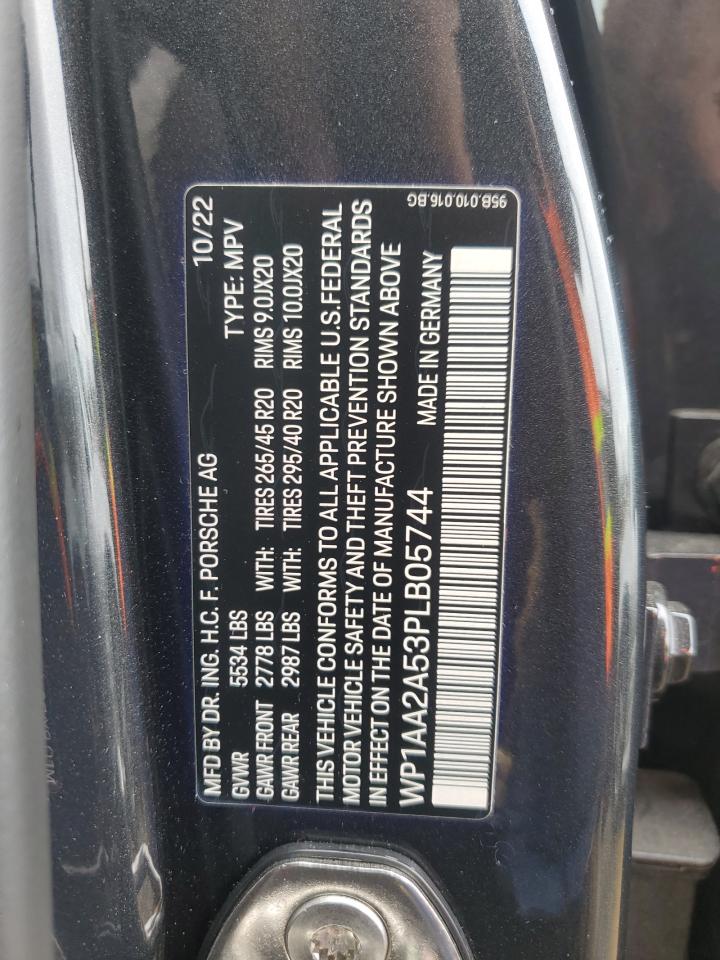 MFD BY DR. ING. H.C. F. PORSCHE AG 10/22
GVWR 5534 LBS TYPE: MPV
GAWR FRONT 2778 LBS WITH: TIRES 265/45 R20 RIMS 9.0JX20
GAWR REAR 2987 LBS WITH: TIRES 295/40 R20 RIMS 10.0JX20
THIS VEHICLE CONFORMS TO ALL APPLICABLE U.S. FEDERAL
MOTOR VEHICLE SAFETY AND THEFT PREVENTION STANDARDS
IN EFFECT ON THE DATE OF MANUFACTURE SHOWN ABOVE
WP1AA2A53PLB05744 MADE IN GERMANY
95B.010.016.BG